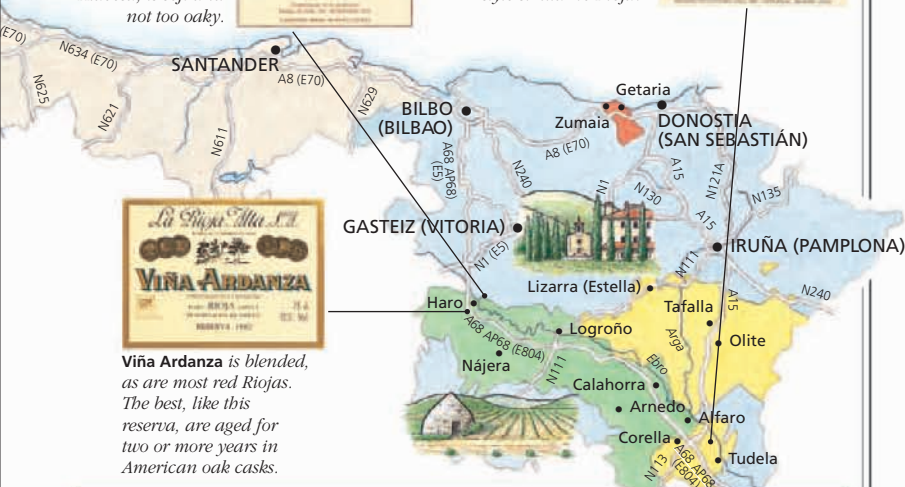 not too oaky.
(E70)
N634 (E70)
N625
N621
SANTANDER
A8 (E70)
N611
N629
BILBO
(BILBAO)
A68 AP68)
(E5)
N240
Getaria
Zumaia
DONOSTIA
(SAN SEBASTIÁN)
A8 (E70)
N1
N130
A15
N121A
N135
A15
GASTEIZ (VITORIA)
N1 (E5)
IRUÑA (PAMPLONA)
N111
N240
Lizarra (Estella)
Tafalla
A15
Olite
Arga
Haro
A68 AP68 (E804)
Logroño
N111
Nájera
Ebro
Calahorra
Arnedo
Alfaro
Corella
N113
A68 AP68
(E804)
Tudela
La Rioja Alta S.A.
VIÑA ARDANZA
RIOJA
RESERVA
Viña Ardanza is blended,
as are most red Riojas.
The best, like this
reserva, are aged for
two or more years in
American oak casks.